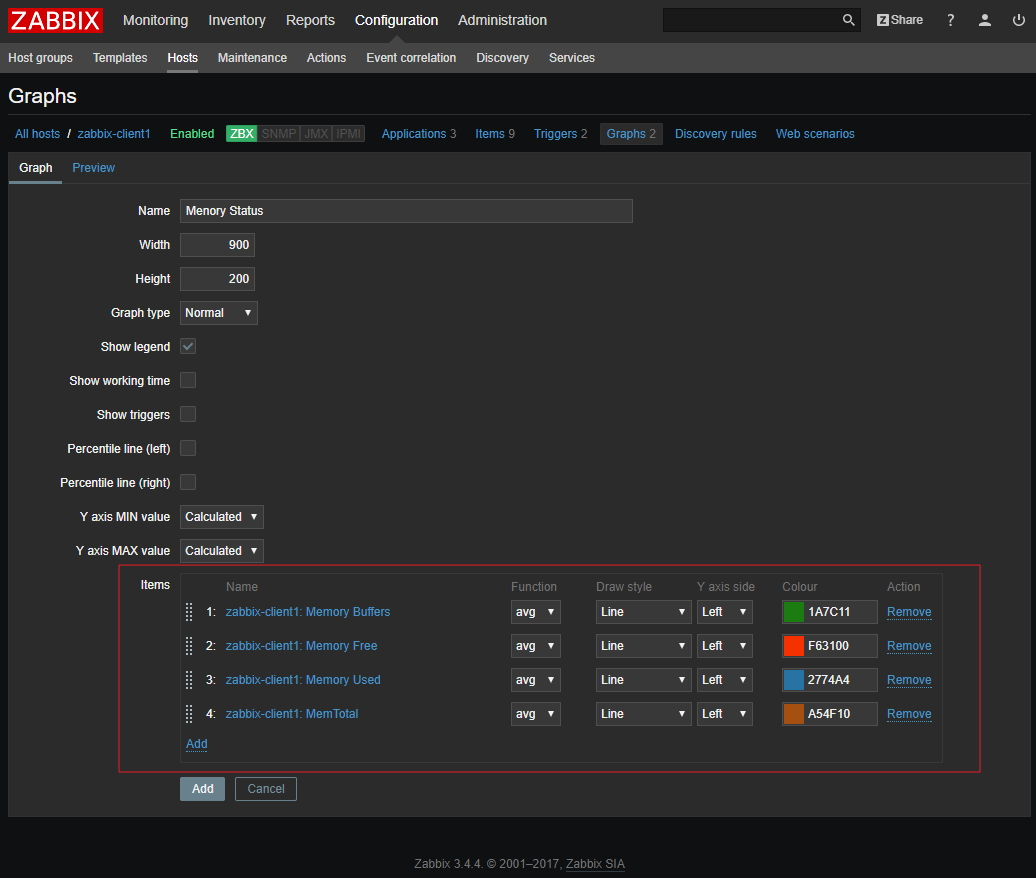 ZABBIX Monitoring Inventory Reports Configuration Administration Z Share ?
Host groups Templates Hosts Maintenance Actions Event correlation Discovery Services
Graphs
All hosts / zabbix-client1 Enabled ZBX SNMP JMX IPMI Applications 3 Items 9 Triggers 2 Graphs 2 Discovery rules Web scenarios
Graph Preview
Name Menory Status
Width 900
Height 200
Graph type Normal
Show legend
Show working time
Show triggers
Percentile line (left)
Percentile line (right)
Y axis MIN value Calculated
Y axis MAX value Calculated
Items Name Function Draw style Y axis side Colour Action
1: zabbix-client1: Memory Buffers avg Line Left 1A7C11 Remove
2: zabbix-client1: Memory Free avg Line Left F63100 Remove
3: zabbix-client1: Memory Used avg Line Left 2774A4 Remove
4: zabbix-client1: MemTotal avg Line Left A54F10 Remove
Add
Add Cancel
Zabbix 3.4.4. © 2001–2017, Zabbix SIA